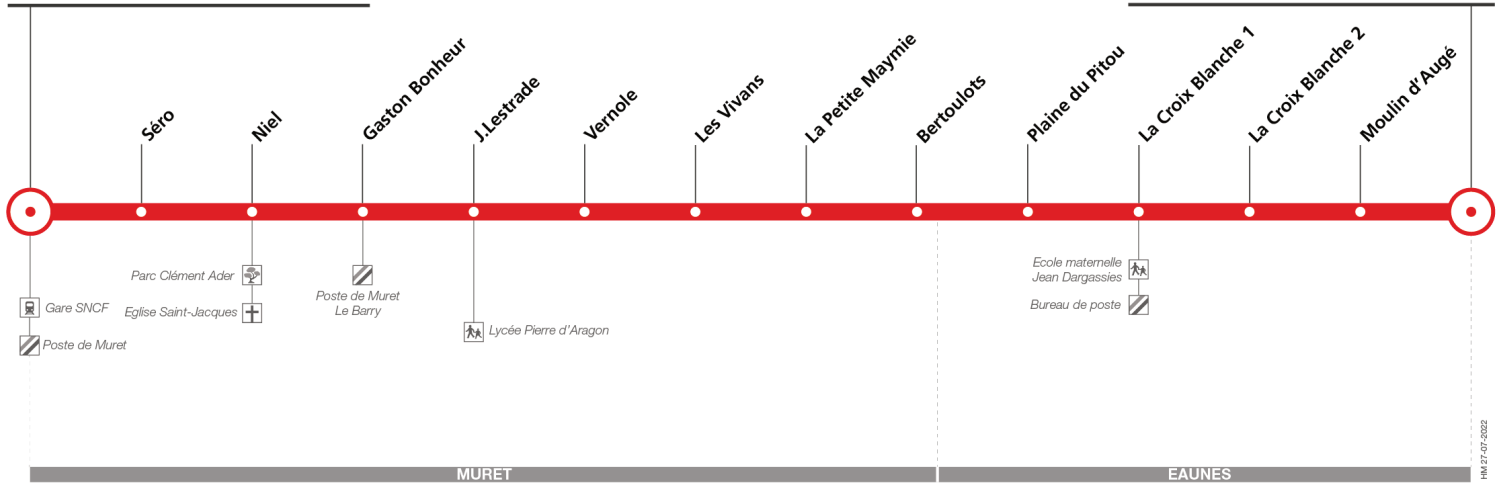 Séro
Niel
Gaston Bonheur
J.Lestrade
Vernole
Les Vivans
La Petite Maymie
Bertoulots
Plaine du Pitou
La Croix Blanche 1
La Croix Blanche 2
Moulin d'Augé
Gare SNCF
Poste de Muret
Parc Clément Ader
Eglise Saint-Jacques
Poste de Muret
Le Barry
Lycée Pierre d'Aragon
Ecole maternelle
Jean Dargassies
Bureau de poste
MURET
EAUNES
HM 27-07-2022